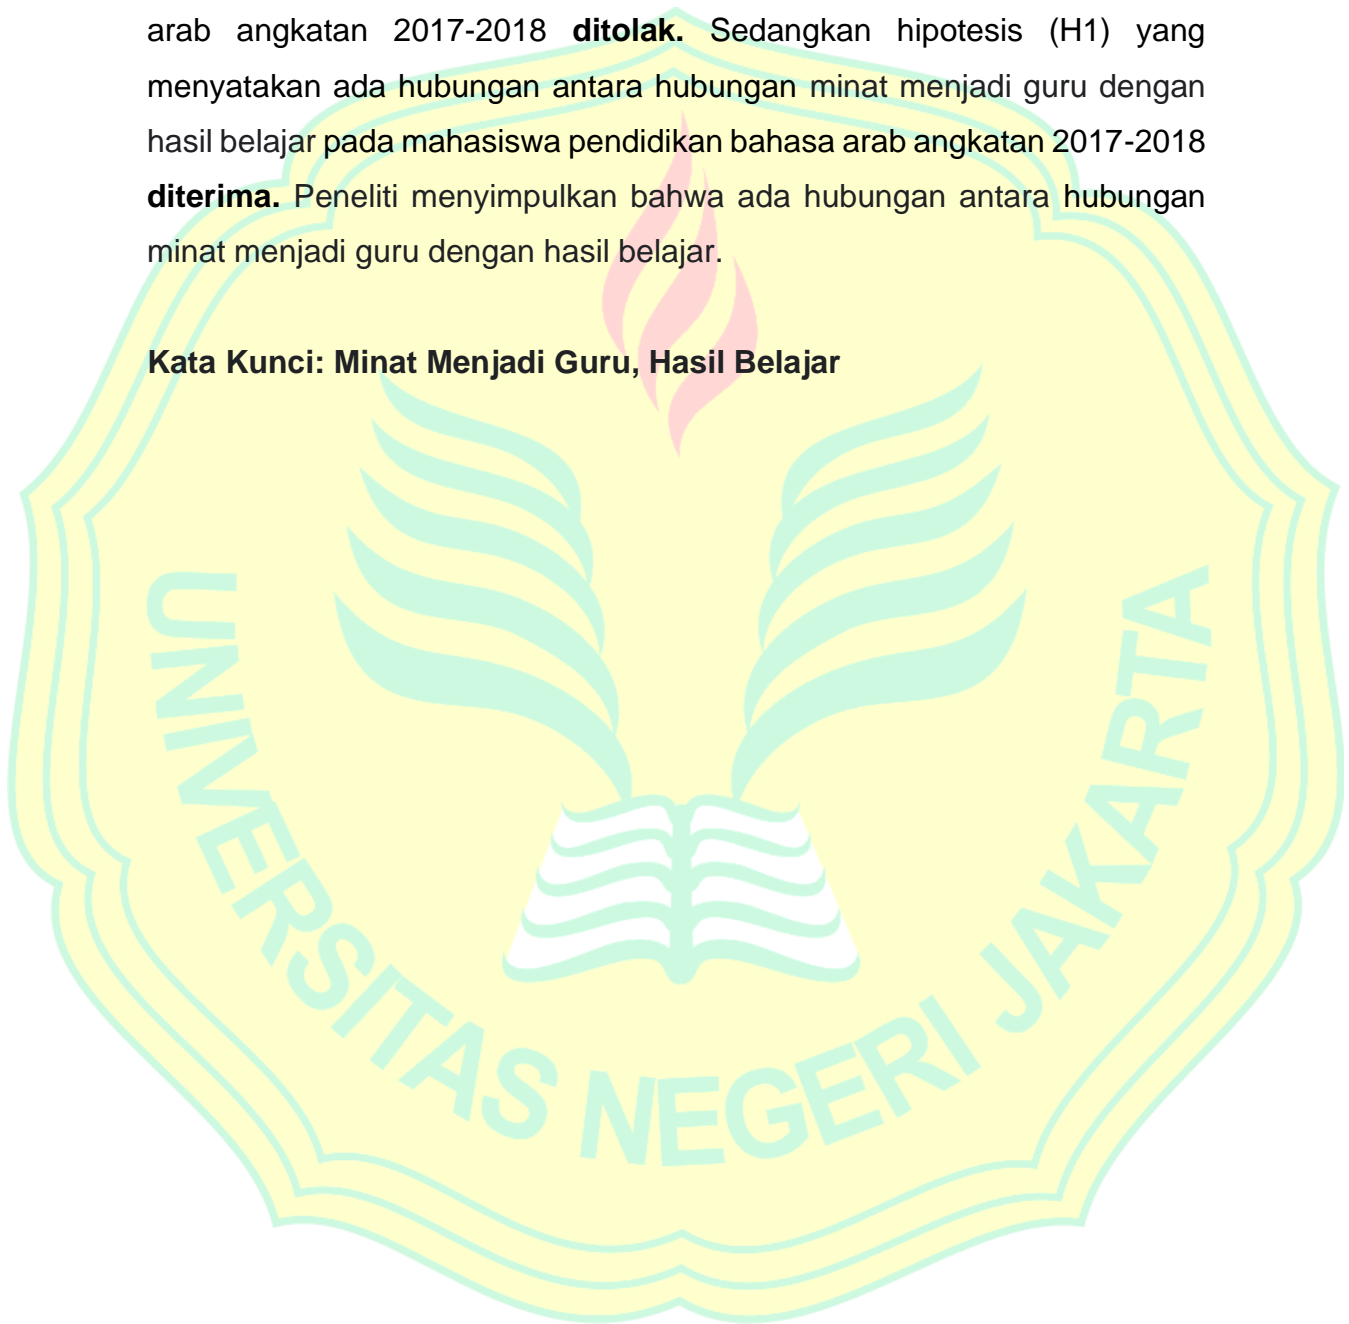 arab angkatan 2017-2018 ditolak. Sedangkan hipotesis (H1) yang
menyatakan ada hubungan antara hubungan minat menjadi guru dengan
hasil belajar pada mahasiswa pendidikan bahasa arab angkatan 2017-2018
diterima. Peneliti menyimpulkan bahwa ada hubungan antara hubungan
minat menjadi guru dengan hasil belajar.
Kata Kunci: Minat Menjadi Guru, Hasil Belajar
UNIVERSITAS NEGERI JAKARTA